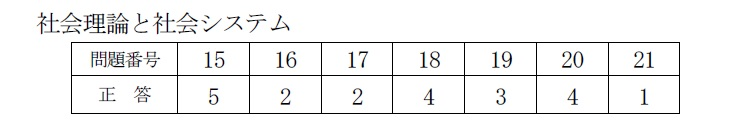 社会理論と社会システム
問題番号 15 16 17 18 19 20 21
正 答 5 2 2 4 3 4 1